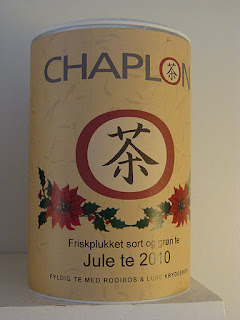 CHAPLON
茶
茶
Friskplukket sort og grøn te
Jule te 2010
FYLDIG TE MED ROOIBOS & LUNE KRYDDERIER